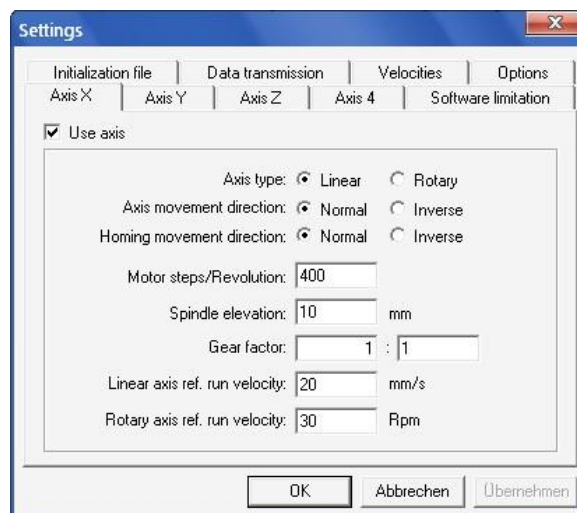 Settings
Initialization file Data transmission Velocities Options
Axis X Axis Y Axis Z Axis 4 Software limitation
Use axis
Axis type: Linear Rotary
Axis movement direction: Normal Inverse
Homing movement direction: Normal Inverse
Motor steps/Revolution: 400
Spindle elevation: 10 mm
Gear factor: 1 : 1
Linear axis ref. run velocity: 20 mm/s
Rotary axis ref. run velocity: 30 Rpm
OK Abbrechen Übernehmen